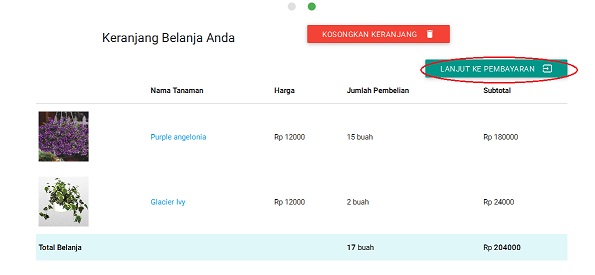 Keranjang Belanja Anda
KOSONGKAN KERANJANG
LANJUT KE PEMBAYARAN
Nama Tanaman Harga Jumlah Pembelian Subtotal
Purple angelonia Rp 12000 15 buah Rp 180000
Glacier Ivy Rp 12000 2 buah Rp 24000
Total Belanja 17 buah Rp 204000